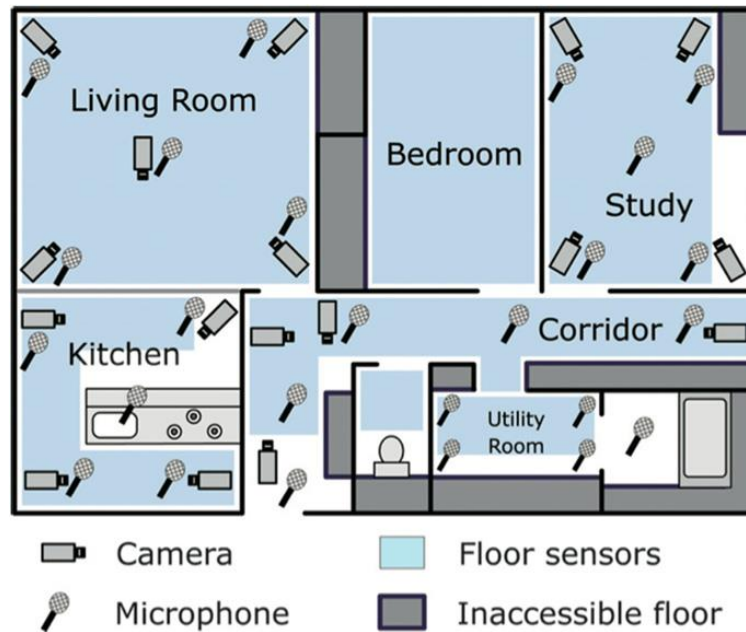 Living Room
Bedroom
Study
Kitchen
Corridor
Utility
Room
Camera
Floor sensors
Microphone
Inaccessible floor